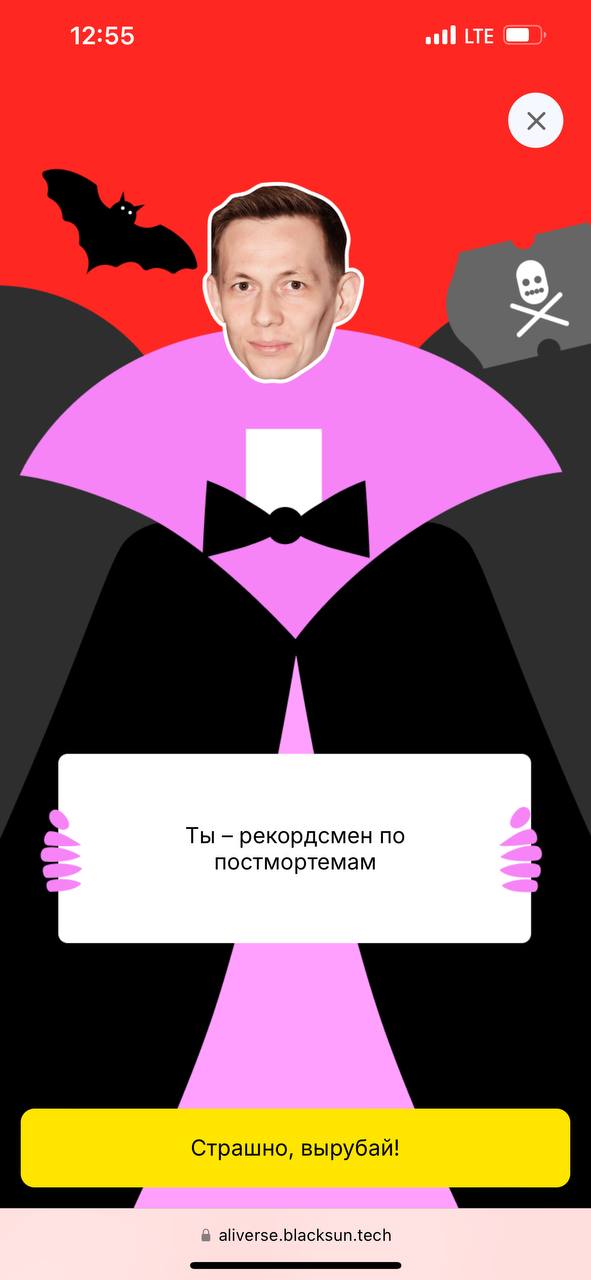 12:55
LTE
Ты – рекордсмен по
постмортемам
Страшно, вырубай!
aliverse.blacksun.tech